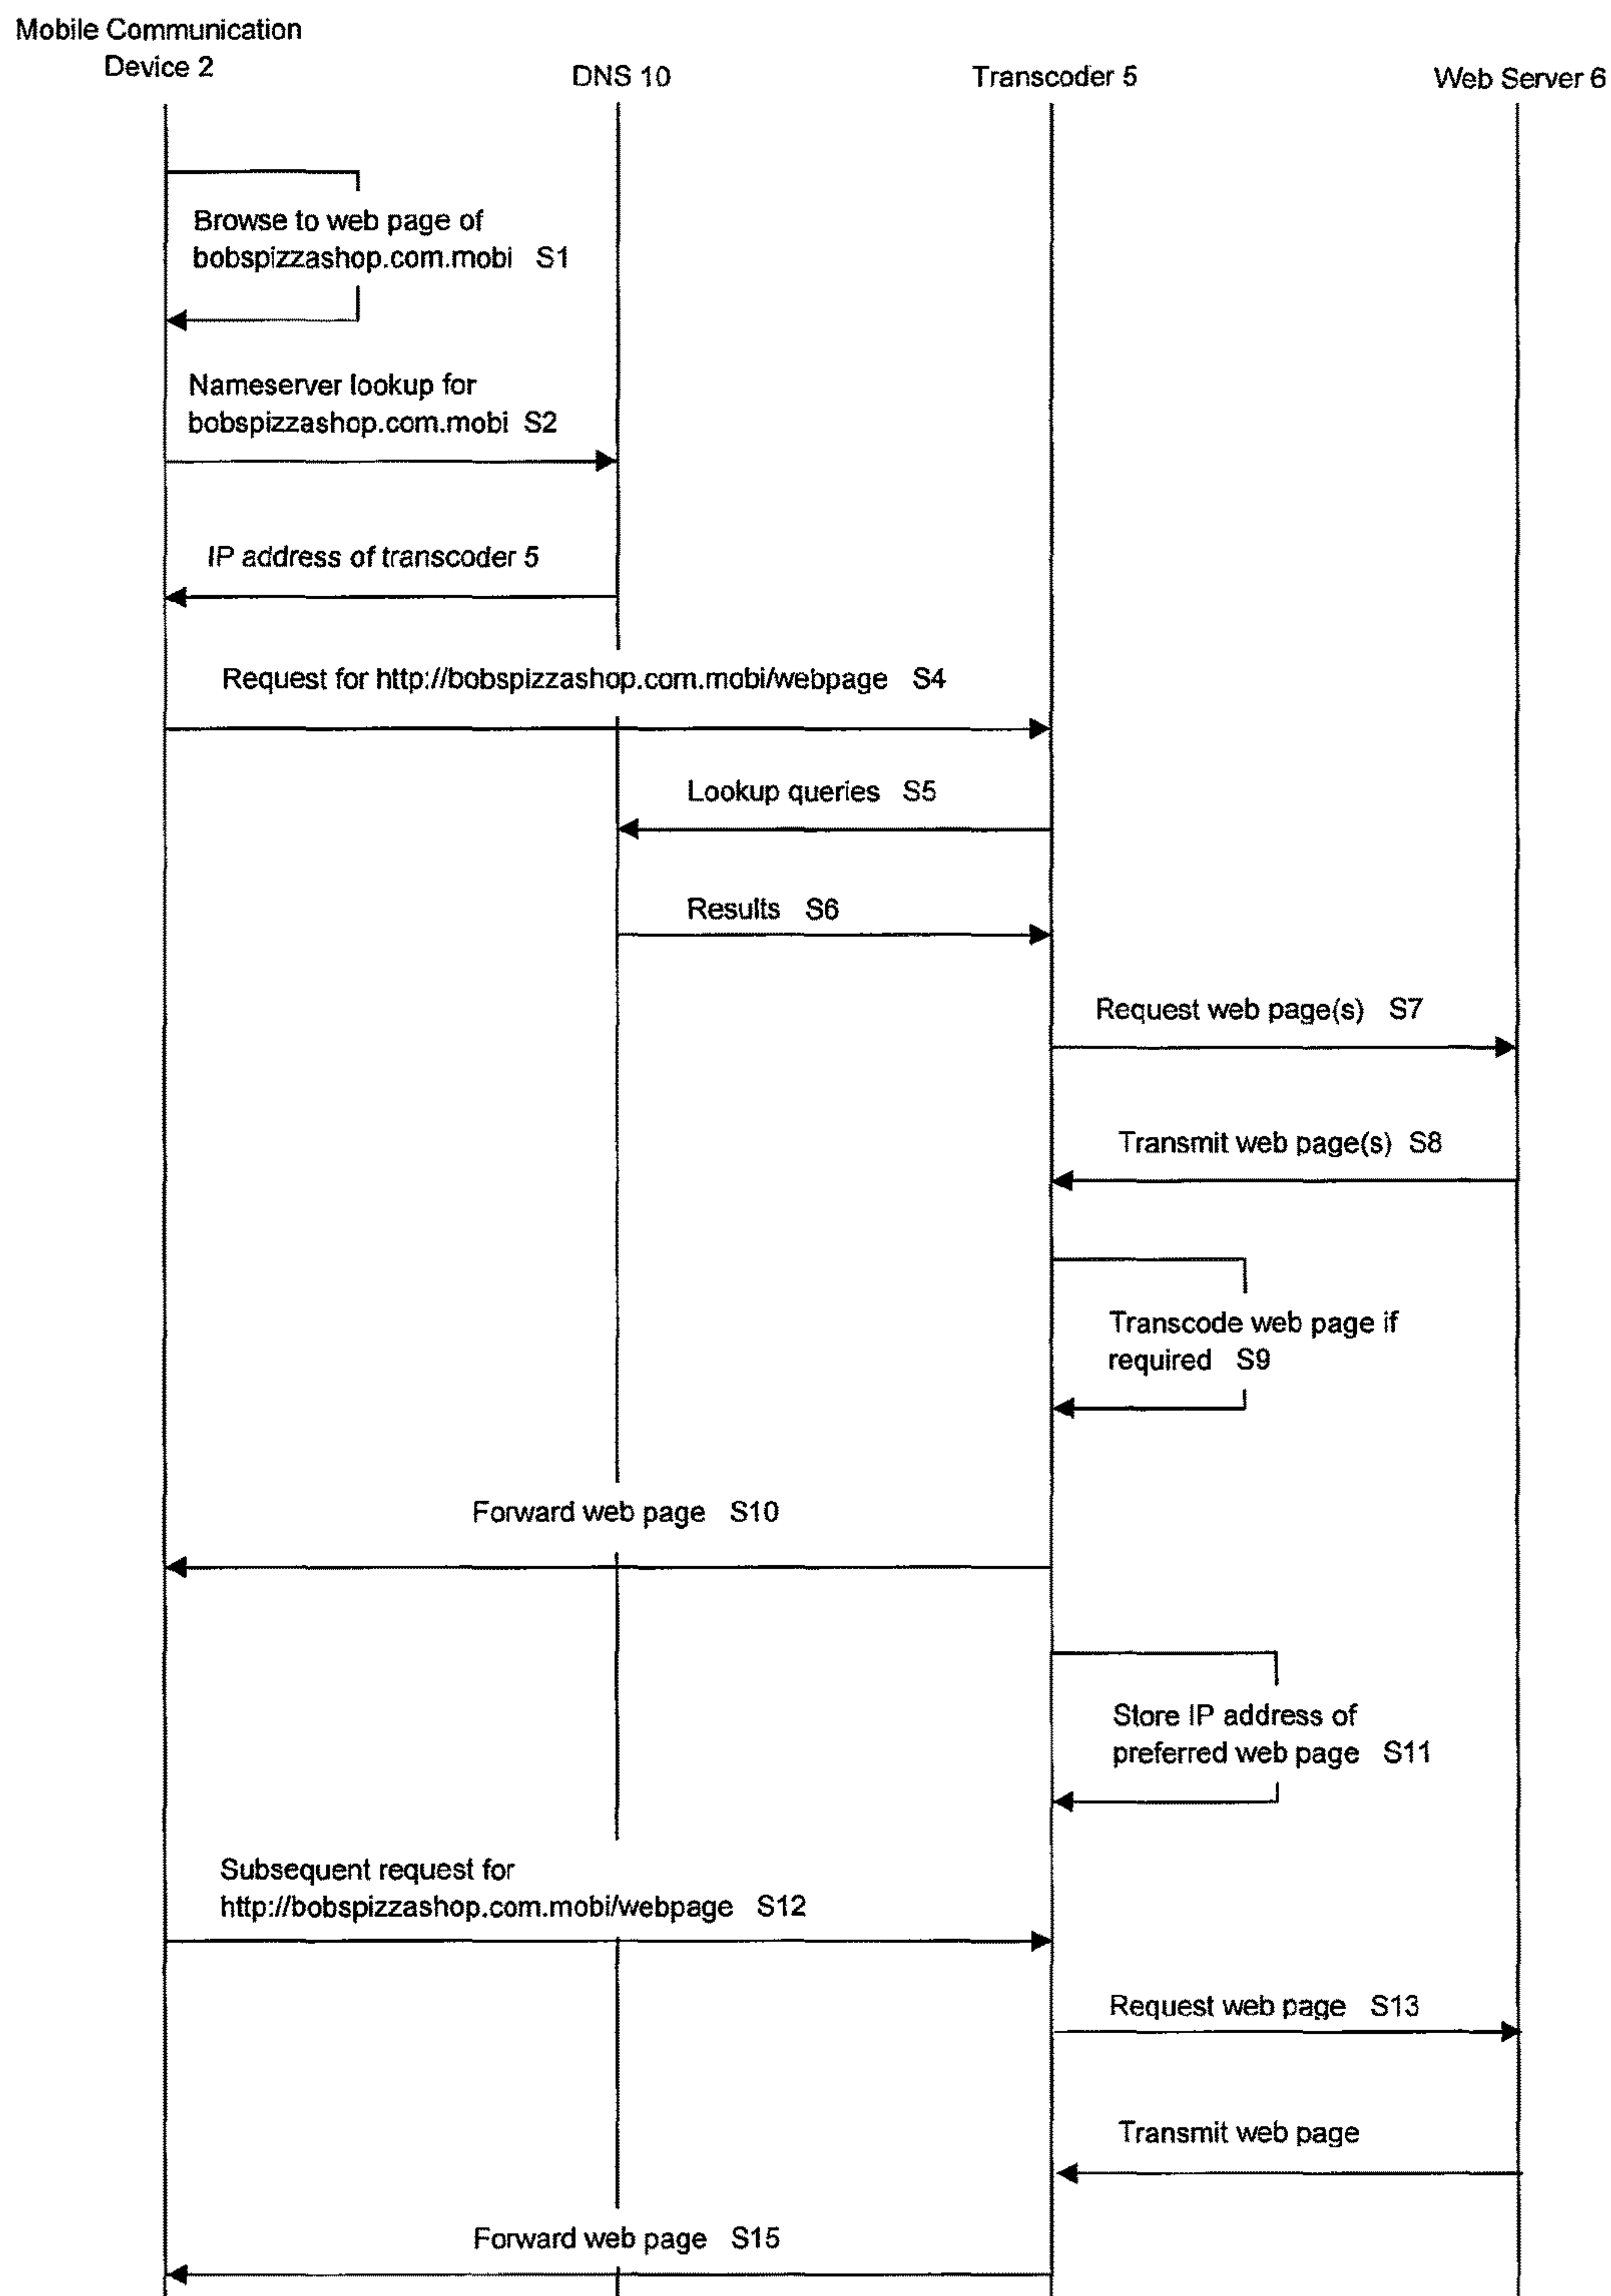 Mobile Communication
Device 2
DNS 10
Transcoder 5
Web Server 6
Browse to web page of
bobspizzashop.com.mobi S1
Nameserver lookup for
bobspizzashop.com.mobi S2
IP address of transcoder 5
Request for http://bobspizzashop.com.mobi/webpage S4
Lookup queries S5
Results S6
Request web page(s) S7
Transmit web page(s) S8
Transcode web page if
required S9
Forward web page S10
Store IP address of
preferred web page S11
Subsequent request for
http://bobspizzashop.com.mobi/webpage S12
Request web page S13
Transmit web page
Forward web page S15